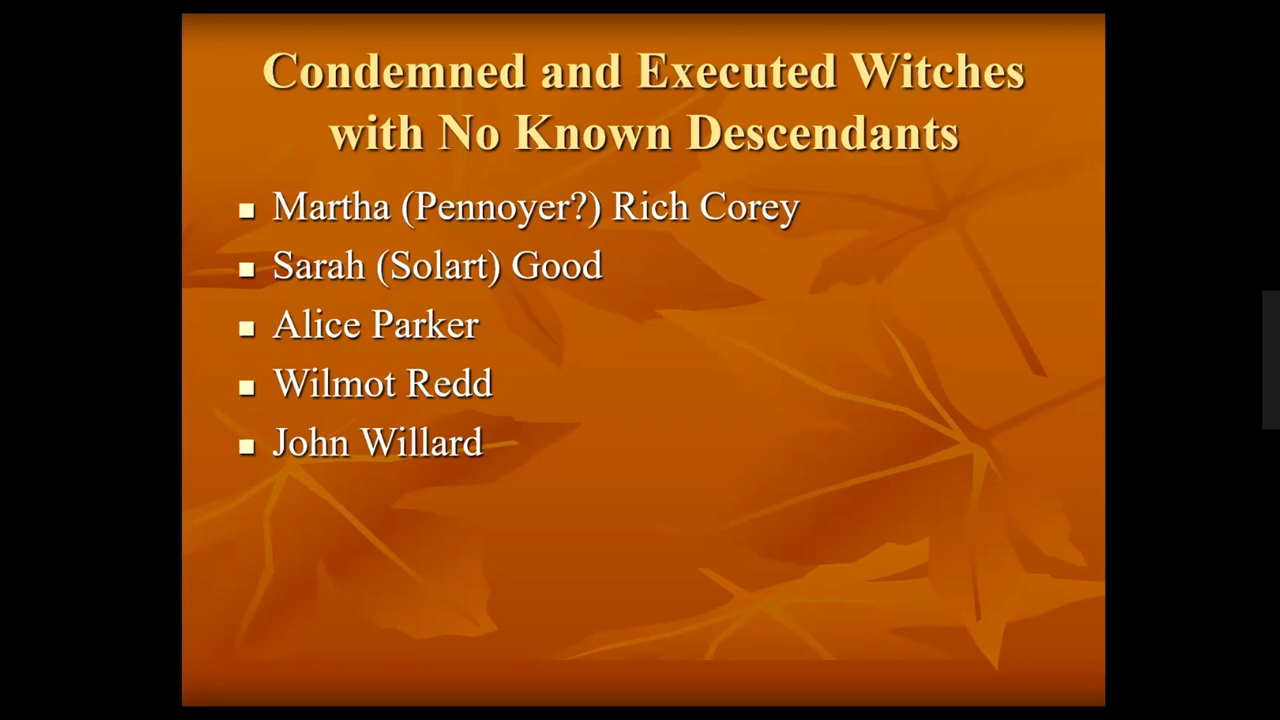 Condemned and Executed Witches
with No Known Descendants
Martha (Pennoyer?) Rich Corey
Sarah (Solart) Good
Alice Parker
Wilmot Redd
John Willard